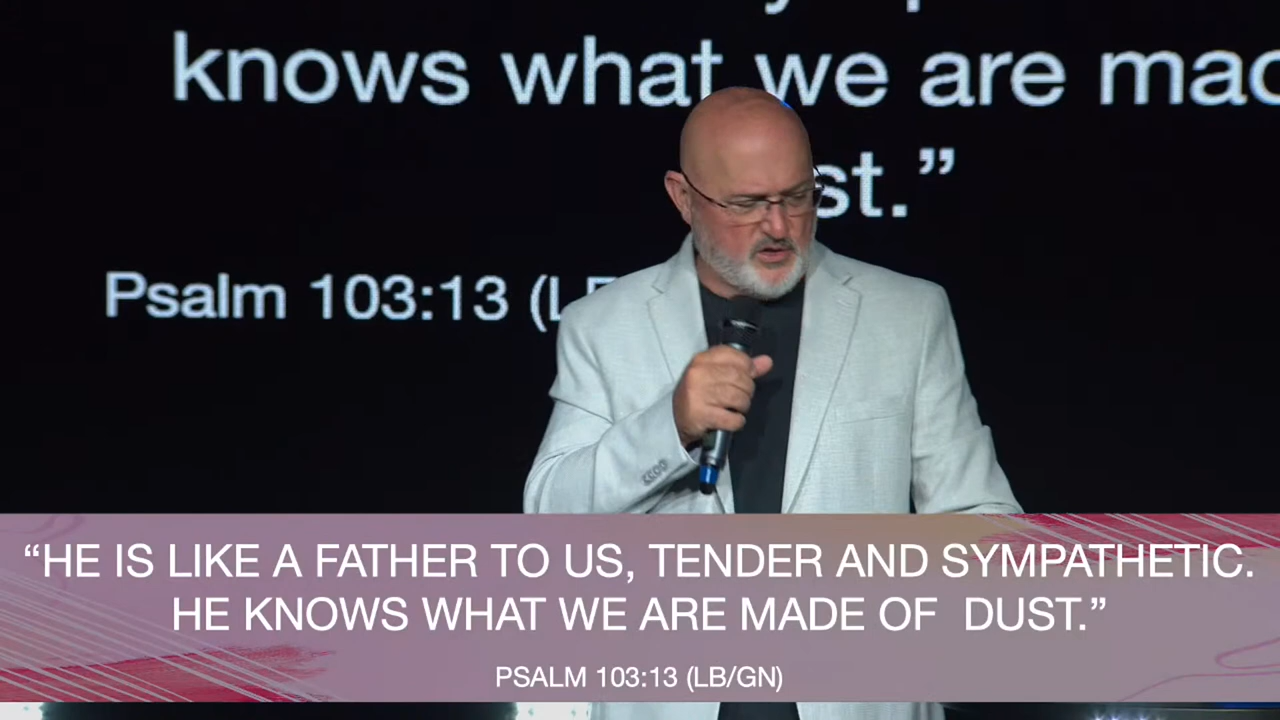 knows what we are mad
st.”
Psalm 103:13 (L
“HE IS LIKE A FATHER TO US, TENDER AND SYMPATHETIC.
HE KNOWS WHAT WE ARE MADE OF DUST.”
PSALM 103:13 (LB/GN)